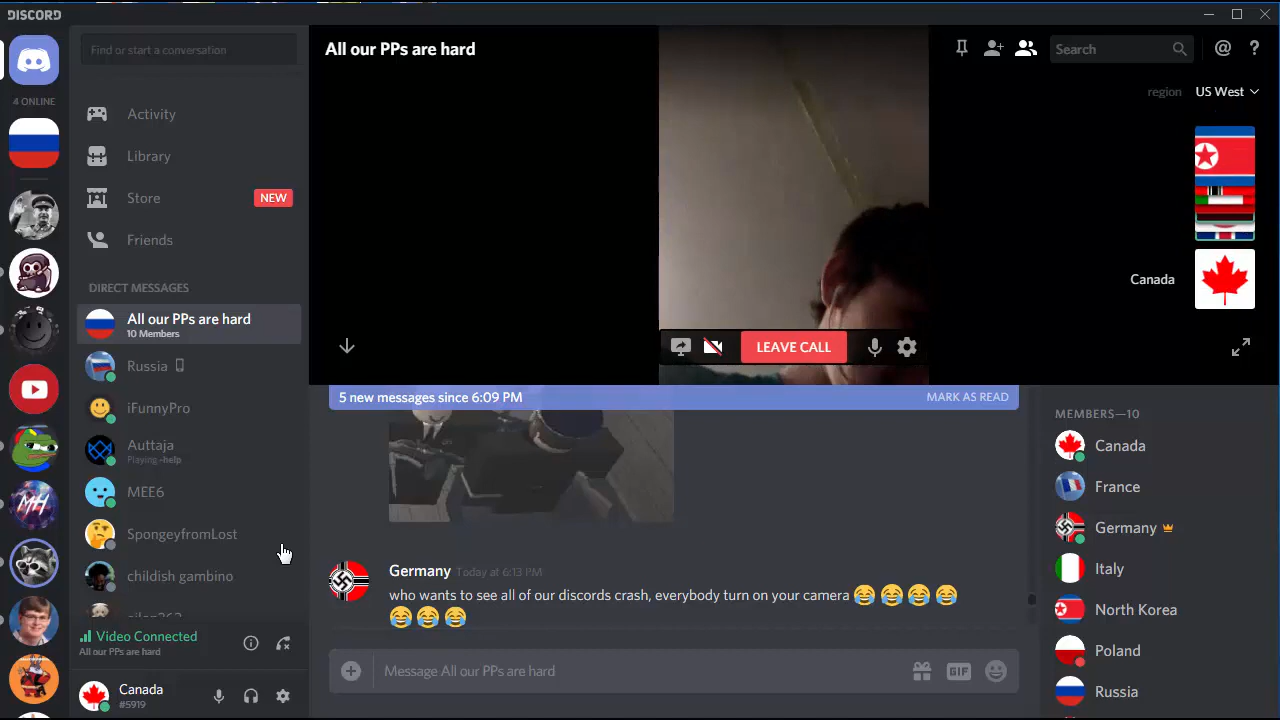 DISCORD
Find or start a conversation
All our PPs are hard
Search
4 ONLINE
region
US West
Activity
Library
Store
NEW
Friends
Canada
DIRECT MESSAGES
All our PPs are hard
10 Members
LEAVE CALL
Russia
5 new messages since 6:09 PM
MARK AS READ
iFunnyPro
MEMBERS—10
Auttaja
Playing -help
Canada
MEE6
France
SpongeyfromLost
Germany
Germany Today at 6:13 PM
childish gambino
who wants to see all of our discords crash, everybody turn on your camera 😂 😂 😂 😂
😂 😂 😂
Italy
North Korea
Video Connected
All our PPs are hard
Poland
Message All our PPs are hard
GIF
Canada
#5919
Russia
MH